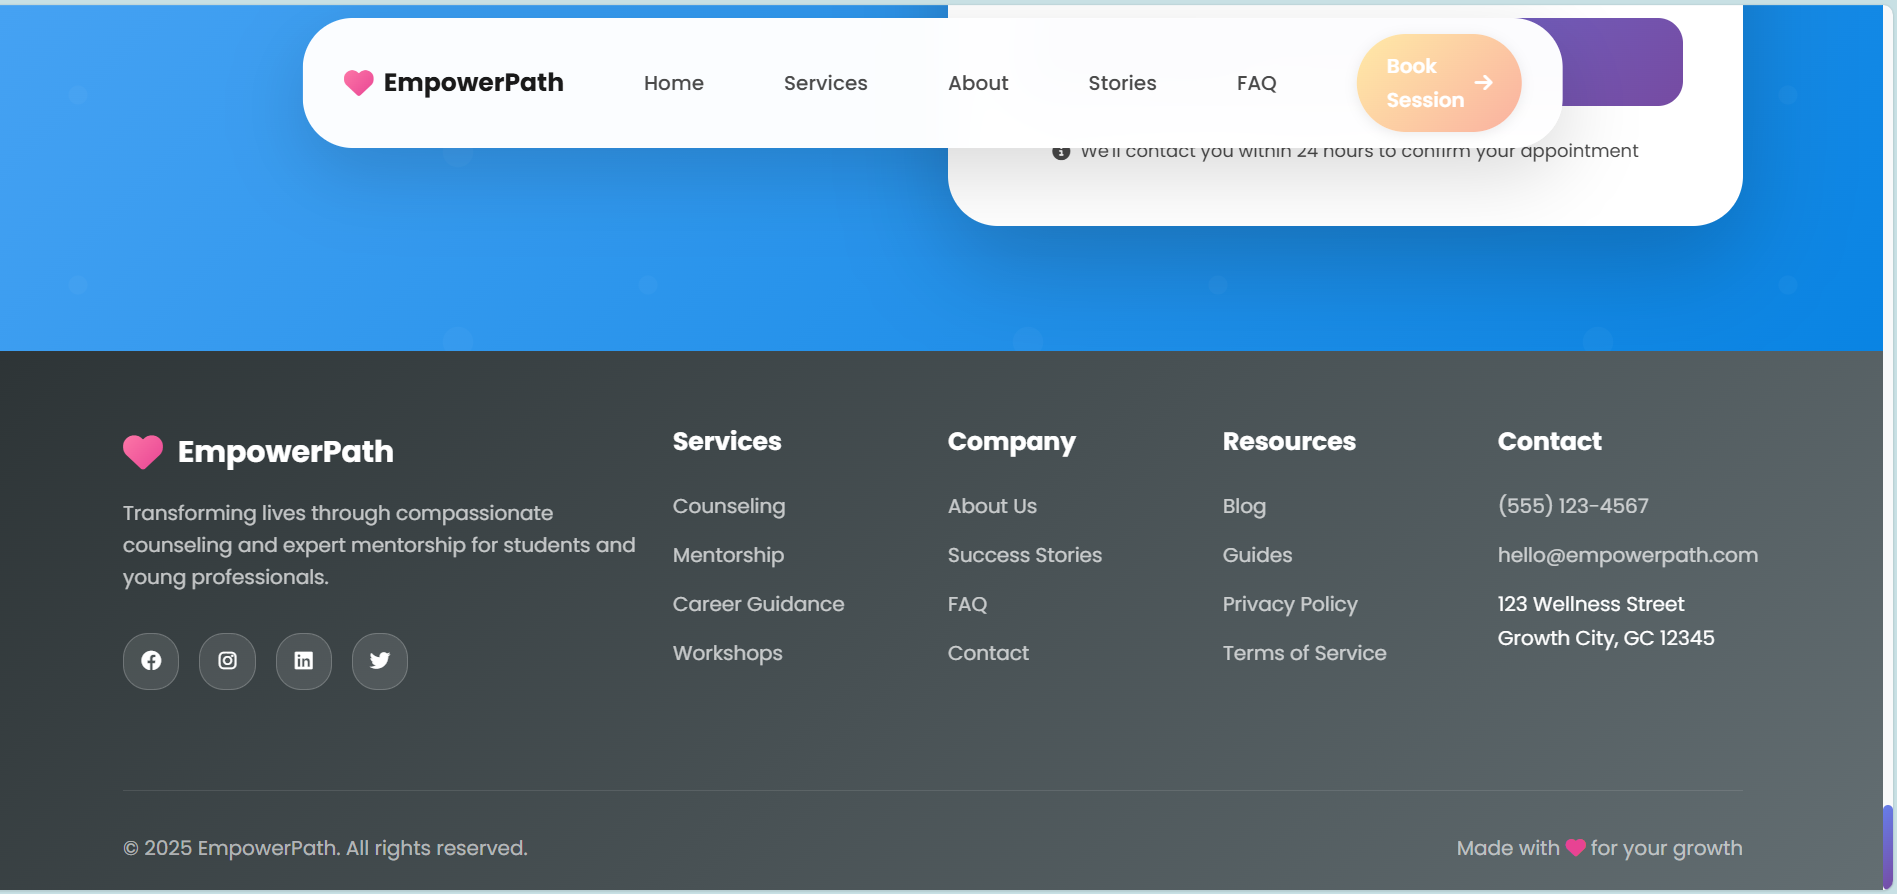 EmpowerPath
Home
Services
About
Stories
FAQ
Book
Session
We'll contact you within 24 hours to confirm your appointment
EmpowerPath
Transforming lives through compassionate
counseling and expert mentorship for students and
young professionals.
Services
Counseling
Mentorship
Career Guidance
Workshops
Company
About Us
Success Stories
FAQ
Contact
Resources
Blog
Guides
Privacy Policy
Terms of Service
Contact
(555) 123-4567
hello@empowerpath.com
123 Wellness Street
Growth City, GC 12345
© 2025 EmpowerPath. All rights reserved.
Made with for your growth